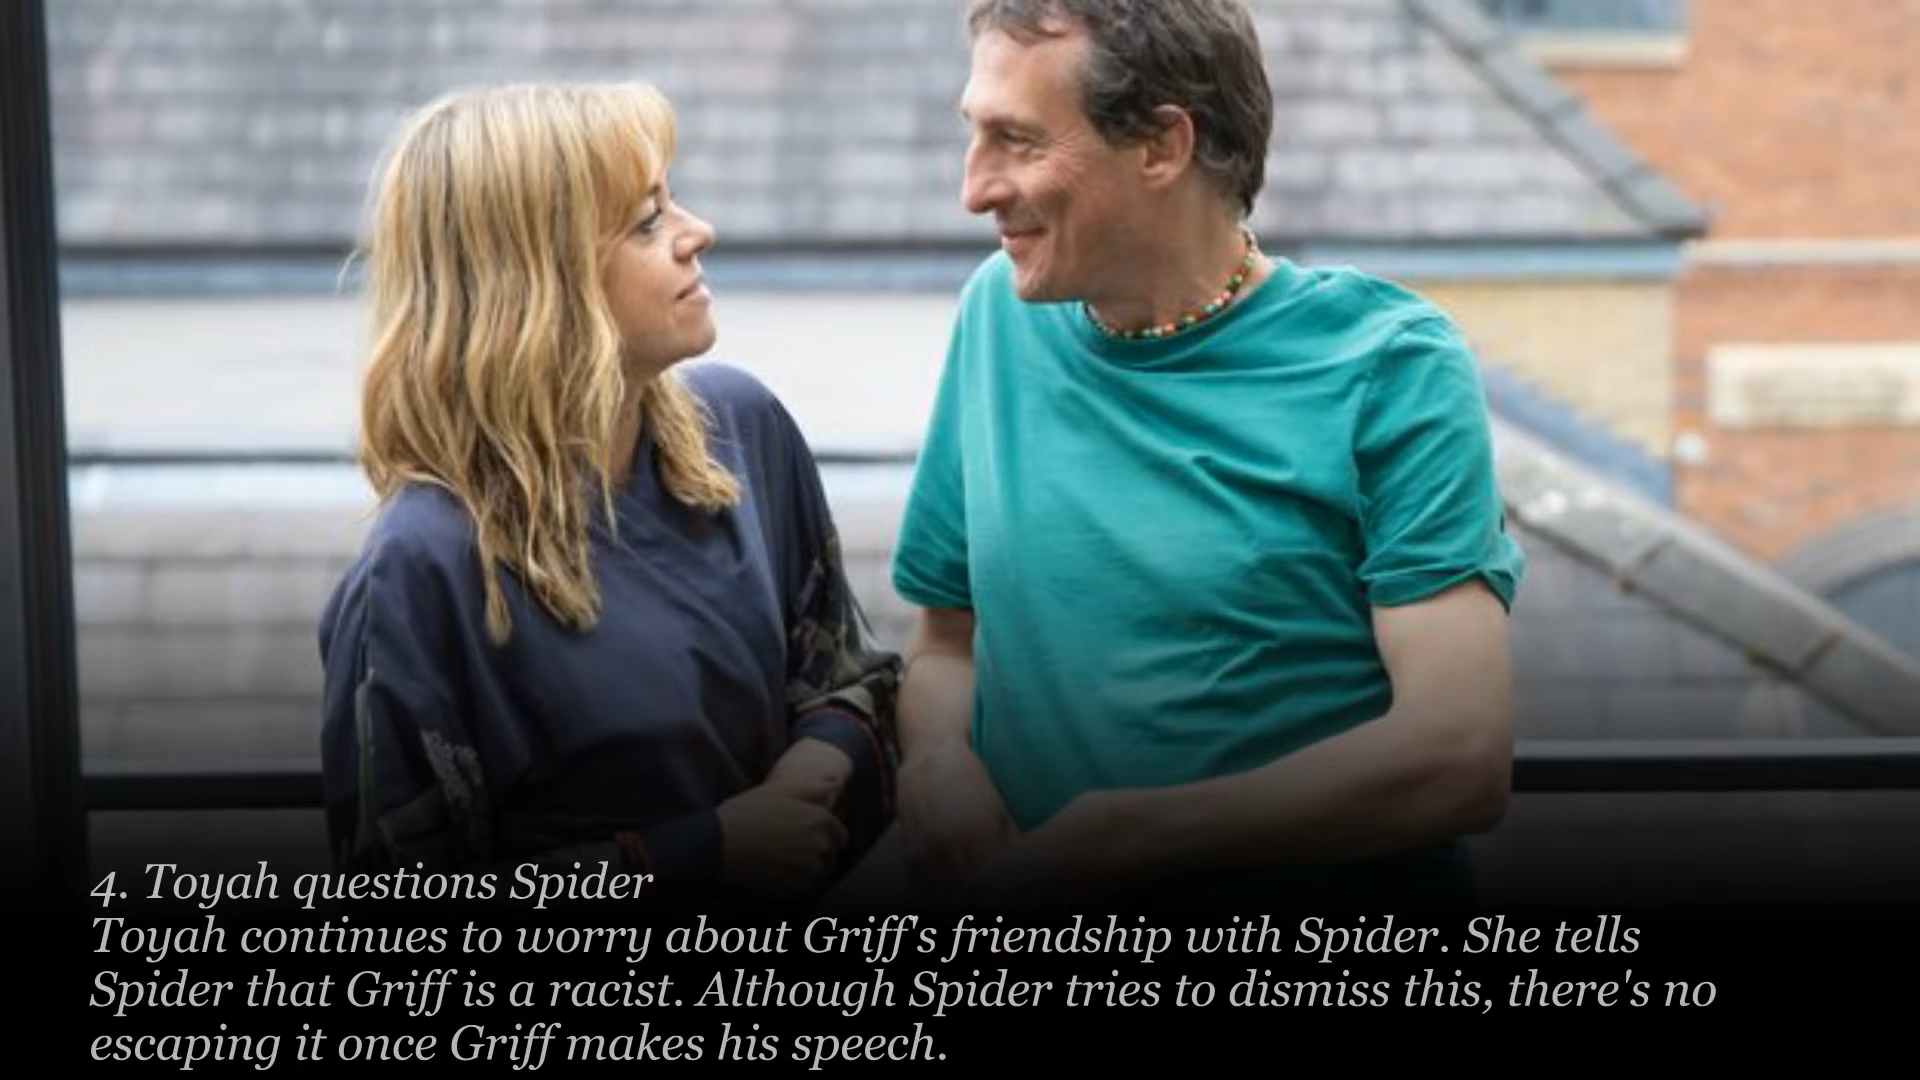 4. Toyah questions Spider
Toyah continues to worry about Griff's friendship with Spider. She tells
Spider that Griff is a racist. Although Spider tries to dismiss this, there's no
escaping it once Griff makes his speech.